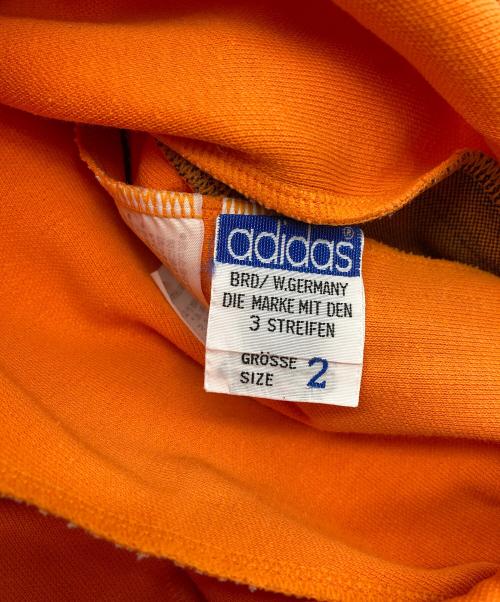 adidas®
BRD/ W.GERMANY
DIE MARKE MIT DEN
3 STREIFEN
GRÖSSE
SIZE 2